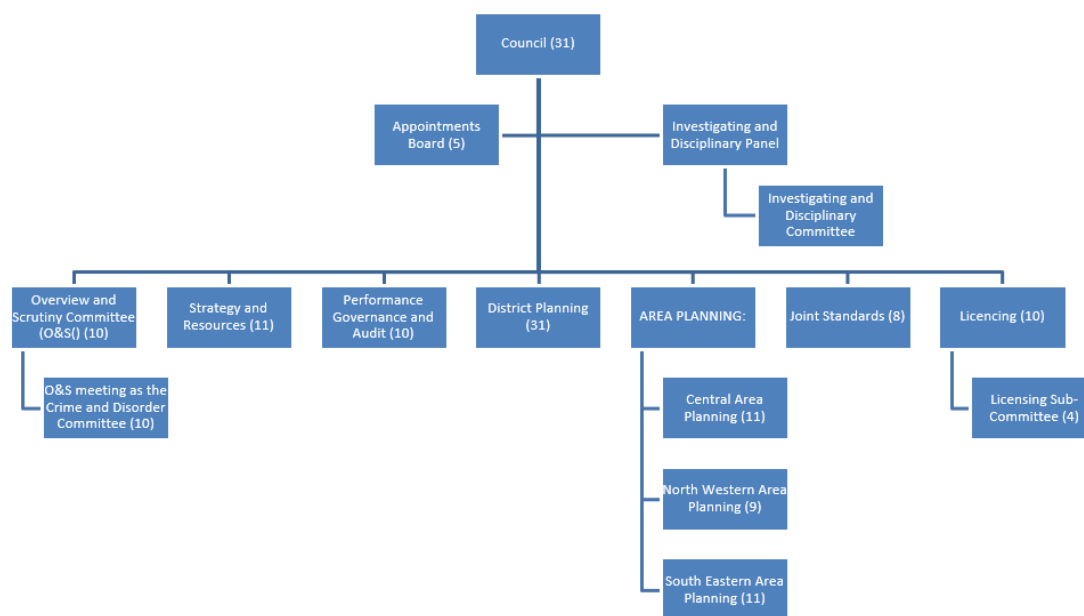 Council (31)
Appointments
Board (5)
Investigating and
Disciplinary Panel
Investigating and
Disciplinary
Committee
Overview and
Scrutiny Committee
(O&S() (10)
Strategy and
Resources (11)
Performance
Governance and
Audit (10)
District Planning
(31)
AREA PLANNING:
Joint Standards (8)
Licencing (10)
O&S meeting as the
Crime and Disorder
Committee (10)
Central Area
Planning (11)
Licensing Sub-
Committee (4)
North Western Area
Planning (9)
South Eastern Area
Planning (11)